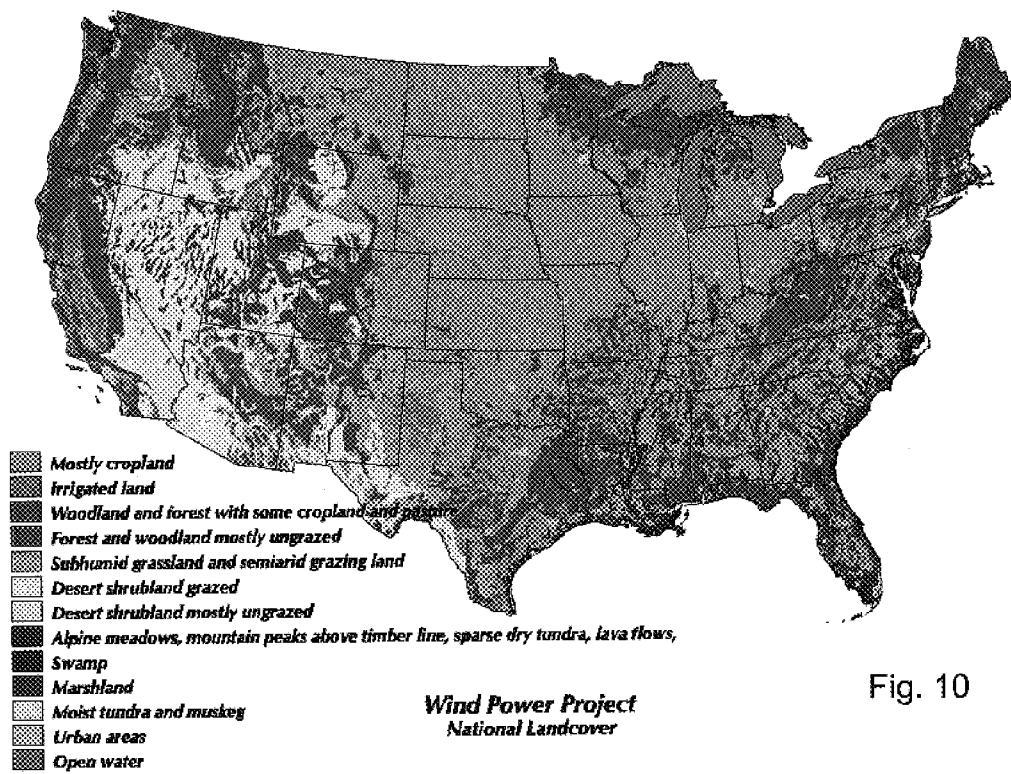 Mostly cropland
Irrigated land
Woodland and forest with some cropland and pasture
Forest and woodland mostly ungrazed
Subhumid grassland and semiarid grazing land
Desert shrubland grazed
Desert shrubland mostly ungrazed
Alpine meadows, mountain peaks above timber line, sparse dry tundra, lava flows,
Swamp
Marshland
Moist tundra and muskeg
Urban areas
Open water
Wind Power Project
National Landcover
Fig. 10